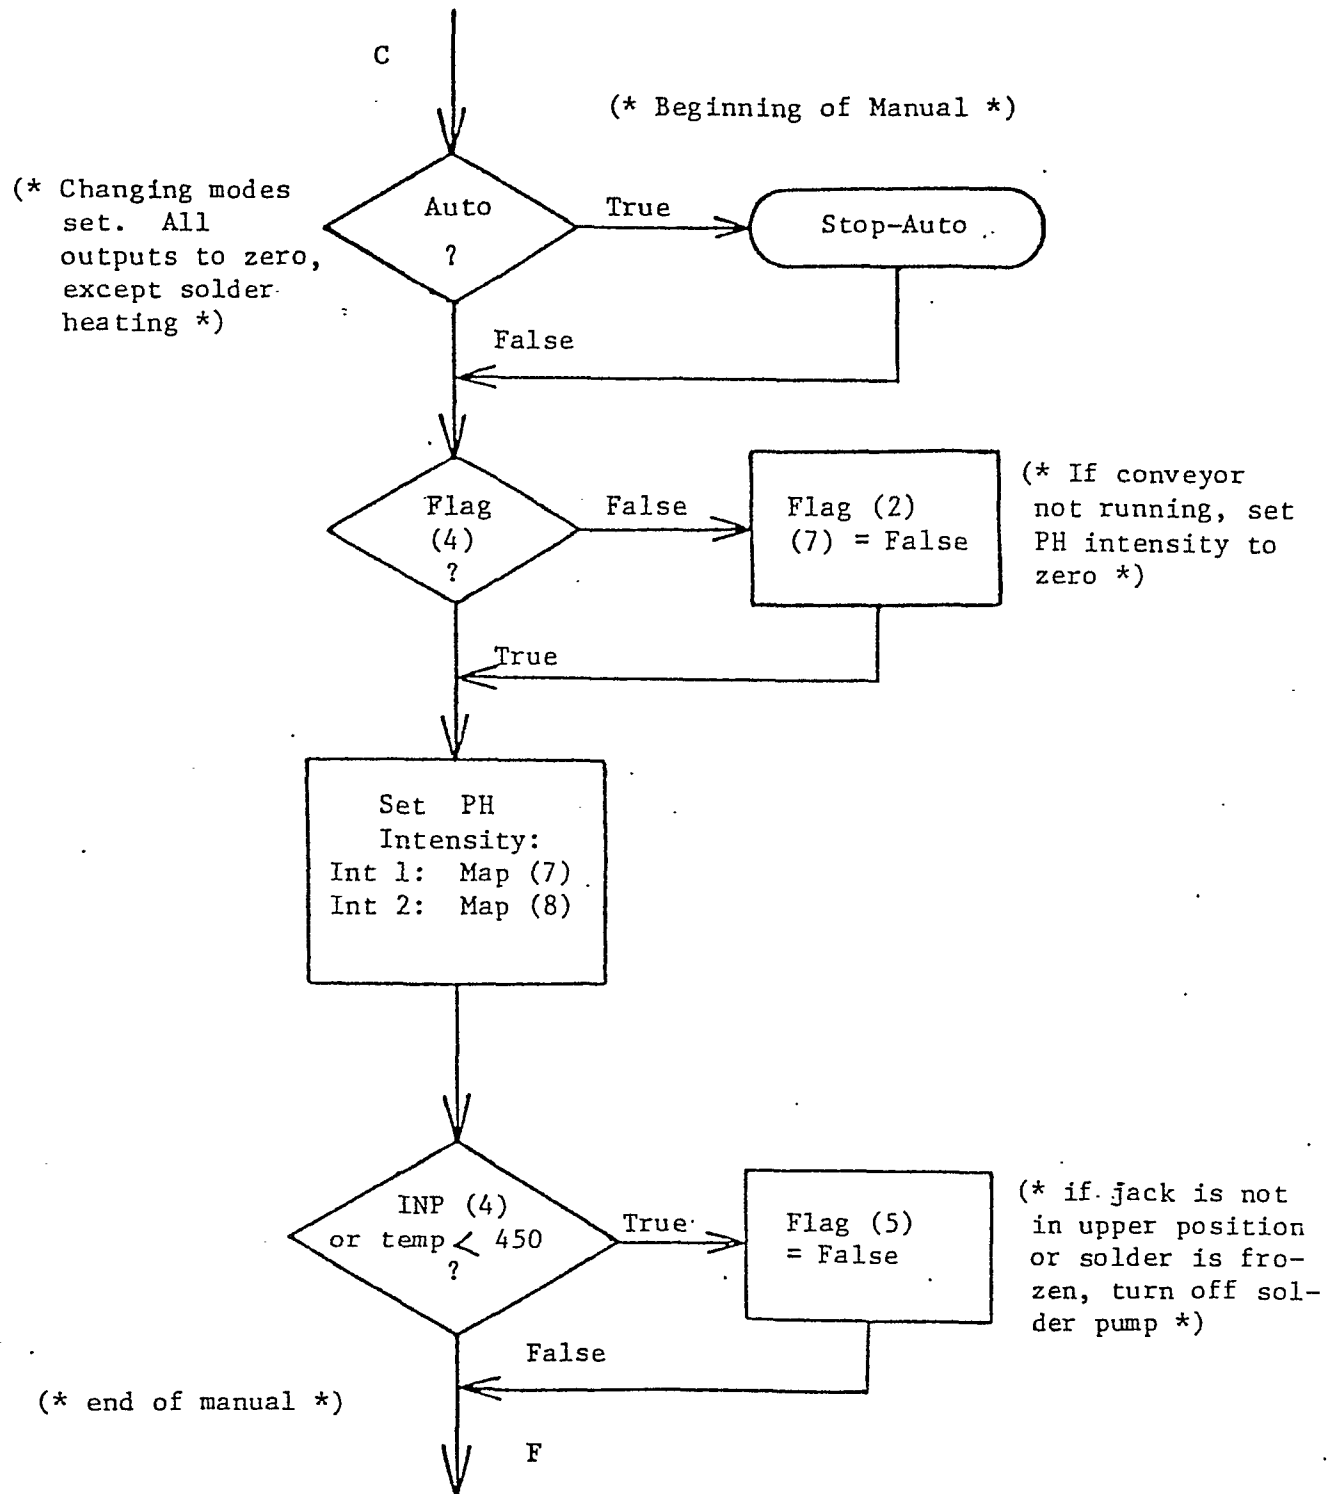 C
(* Beginning of Manual *)
(* Changing modes
set. All
outputs to zero,
except solder
heating *)
Auto
?
True
Stop-Auto
False
Flag
(4)
?
False
Flag (2)
(7) = False
(* If conveyor
not running, set
PH intensity to
zero *)
True
Set PH
Intensity:
Int 1: Map (7)
Int 2: Map (8)
INP (4)
or temp < 450
?
True
Flag (5)
= False
(* if jack is not
in upper position
or solder is fro-
zen, turn off sol-
der pump *)
False
(* end of manual *)
F